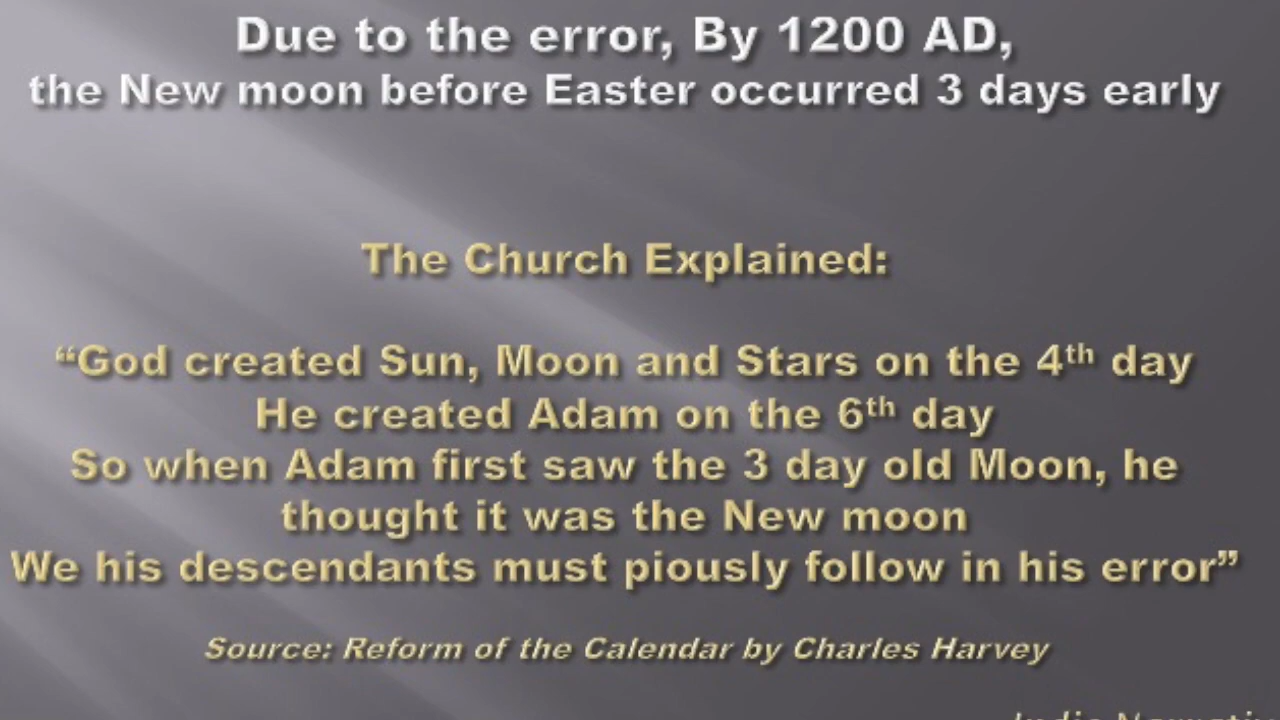 Due to the error, By 1200 AD,
the New moon before Easter occurred 3 days early
The Church Explained:
“God created Sun, Moon and Stars on the 4th day
He created Adam on the 6th day
So when Adam first saw the 3 day old Moon, he
thought it was the New moon
We his descendants must piously follow in his error”
Source: Reform of the Calendar by Charles Harvey